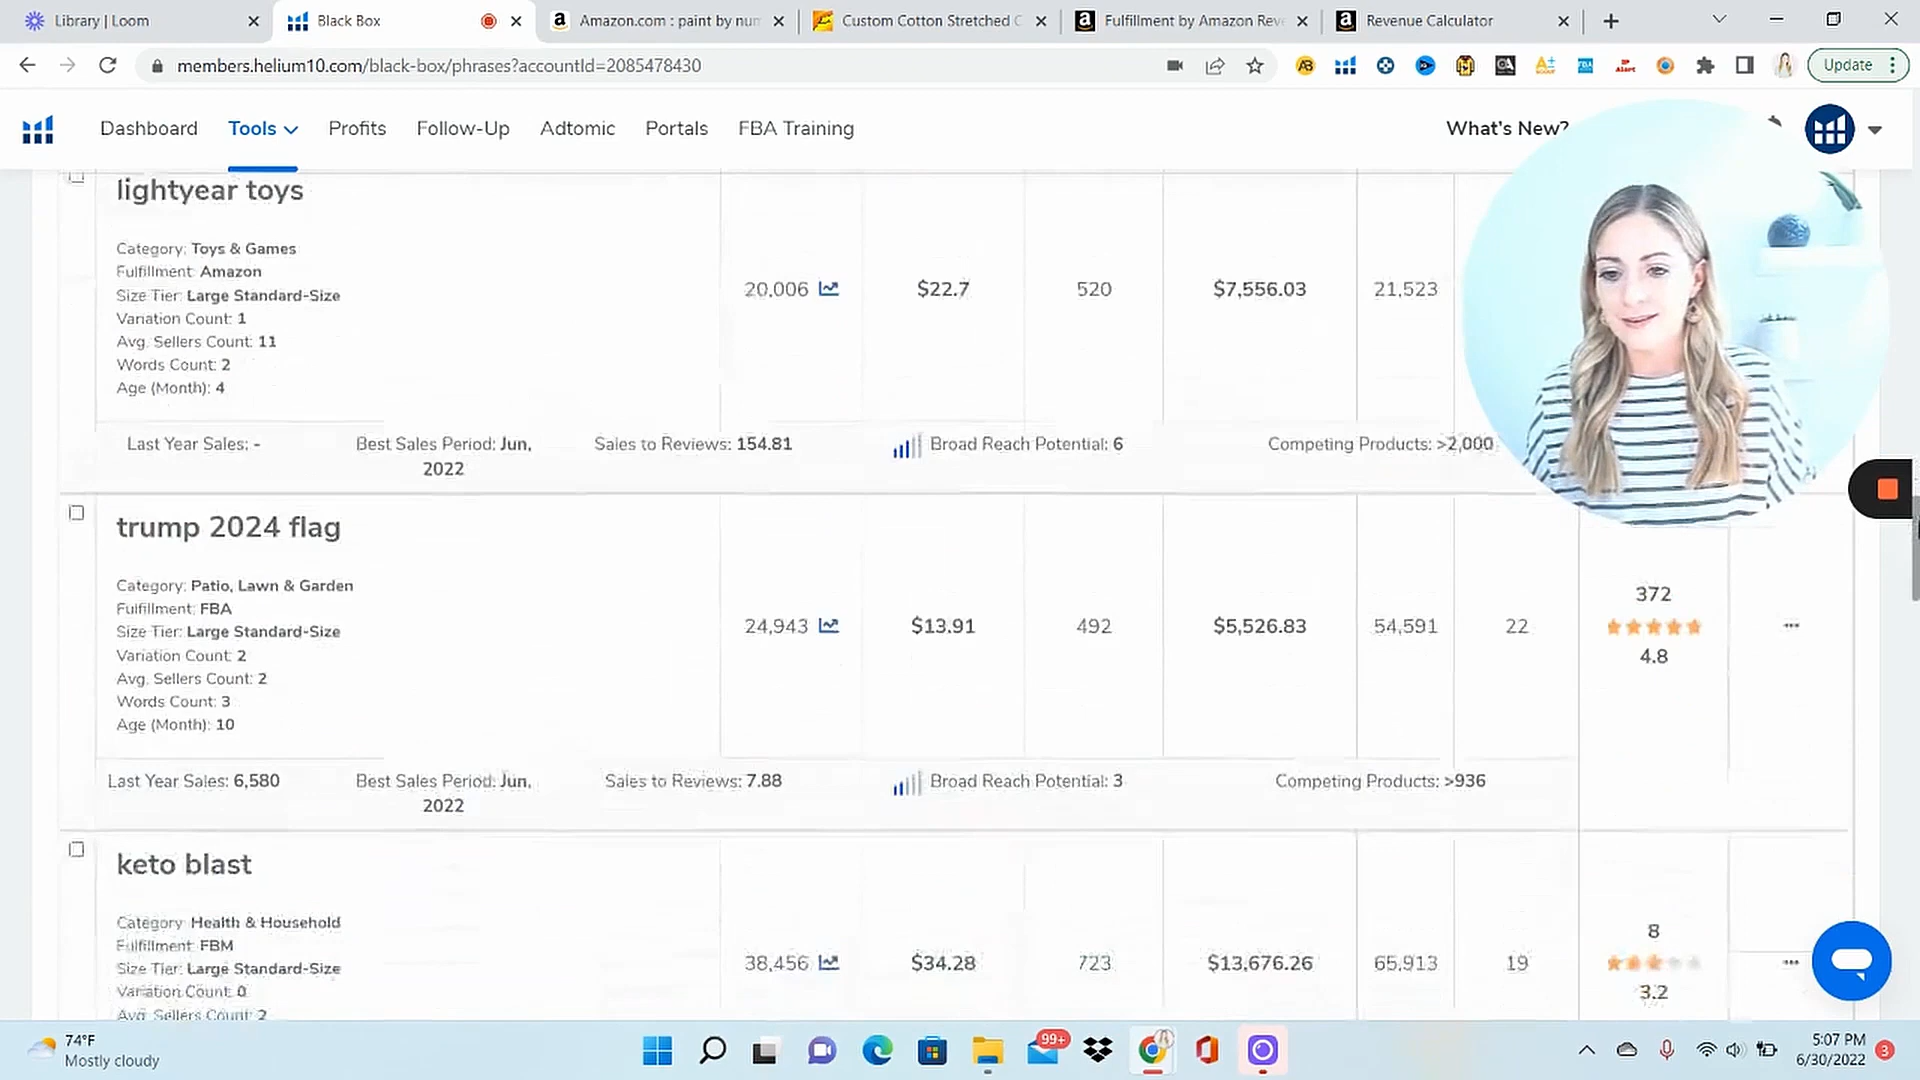 Library | Loom
Black Box
Amazon.com : paint by num
Custom Cotton Stretched C
Fulfillment by Amazon Reve
Revenue Calculator
members.helium10.com/black-box/phrases?accountId=2085478430
Update
Dashboard
Tools
Profits
Follow-Up
Adtomic
Portals
FBA Training
What's New?
lightyear toys
Category: Toys & Games
Fulfillment: Amazon
Size Tier: Large Standard-Size
Variation Count: 1
Avg. Sellers Count: 11
Words Count: 2
Age (Month): 4
20,006
$22.7
520
$7,556.03
21,523
Last Year Sales: -
Best Sales Period: Jun,
2022
Sales to Reviews: 154.81
Broad Reach Potential: 6
Competing Products: >2,000
trump 2024 flag
Category: Patio, Lawn & Garden
Fulfillment: FBA
Size Tier: Large Standard-Size
Variation Count: 2
Avg. Sellers Count: 2
Words Count: 3
Age (Month): 10
24,943
$13.91
492
$5,526.83
54,591
22
372
4.8
Last Year Sales: 6,580
Best Sales Period: Jun,
2022
Sales to Reviews: 7.88
Broad Reach Potential: 3
Competing Products: >936
keto blast
Category: Health & Household
Fulfillment: FBM
Size Tier: Large Standard-Size
Variation Count: 0
Avg. Sellers Count: 2
38,456
$34.28
723
$13,676.26
65,913
19
8
3.2
74°F
Mostly cloudy
99+
5:07 PM
6/30/2022
3